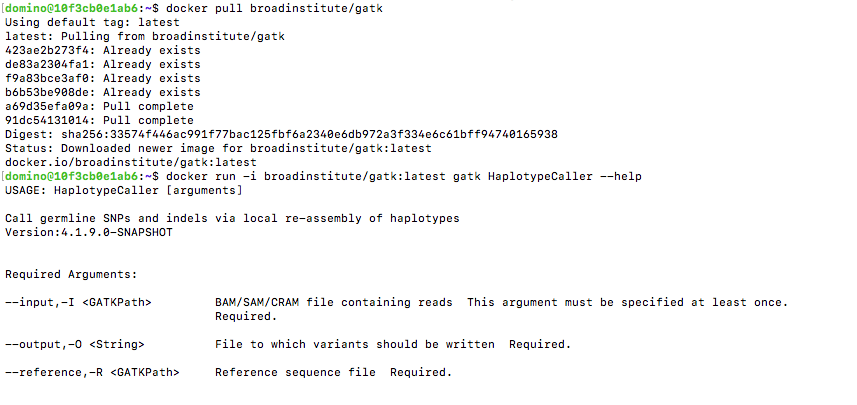 [domino@10f3cb0e1ab6:~$ docker pull broadinstitute/gatk
Using default tag: latest
latest: Pulling from broadinstitute/gatk
423ae2b273f4: Already exists
de83a2304fa1: Already exists
f9a83bce3af0: Already exists
b6b53be908de: Already exists
a69d35efa09a: Pull complete
91dc54131014: Pull complete
Digest: sha256:33574f446ac991f77bac125fbf6a2340e6db972a3f334e6c61bff94740165938
Status: Downloaded newer image for broadinstitute/gatk:latest
docker.io/broadinstitute/gatk:latest
[domino@10f3cb0e1ab6:~$ docker run -i broadinstitute/gatk:latest gatk HaplotypeCaller --help
USAGE: HaplotypeCaller [arguments]
Call germline SNPs and indels via local re-assembly of haplotypes
Version:4.1.9.0-SNAPSHOT
Required Arguments:
--input,-I <GATKPath> BAM/SAM/CRAM file containing reads  This argument must be specified at least once.
Required.
--output,-O <String> File to which variants should be written  Required.
--reference,-R <GATKPath> Reference sequence file  Required.